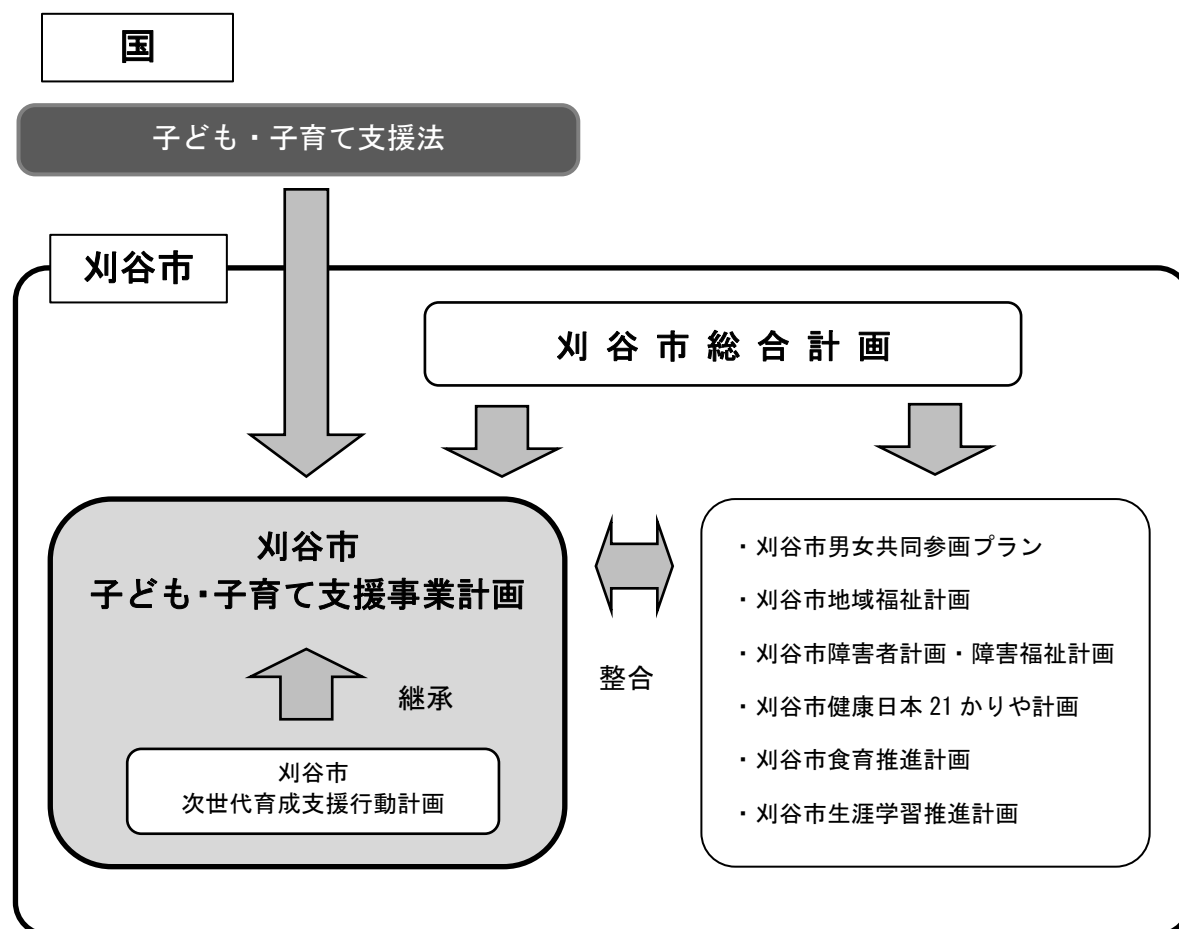 国
子ども・子育て支援法
刈谷市
刈谷市総合計画
刈谷市
子ども・子育て支援事業計画
継承
刈谷市
次世代育成支援行動計画
整合
・刈谷市男女共同参画プラン
・刈谷市地域福祉計画
・刈谷市障害者計画・障害福祉計画
・刈谷市健康日本 21 かりや計画
・刈谷市食育推進計画
・刈谷市生涯学習推進計画